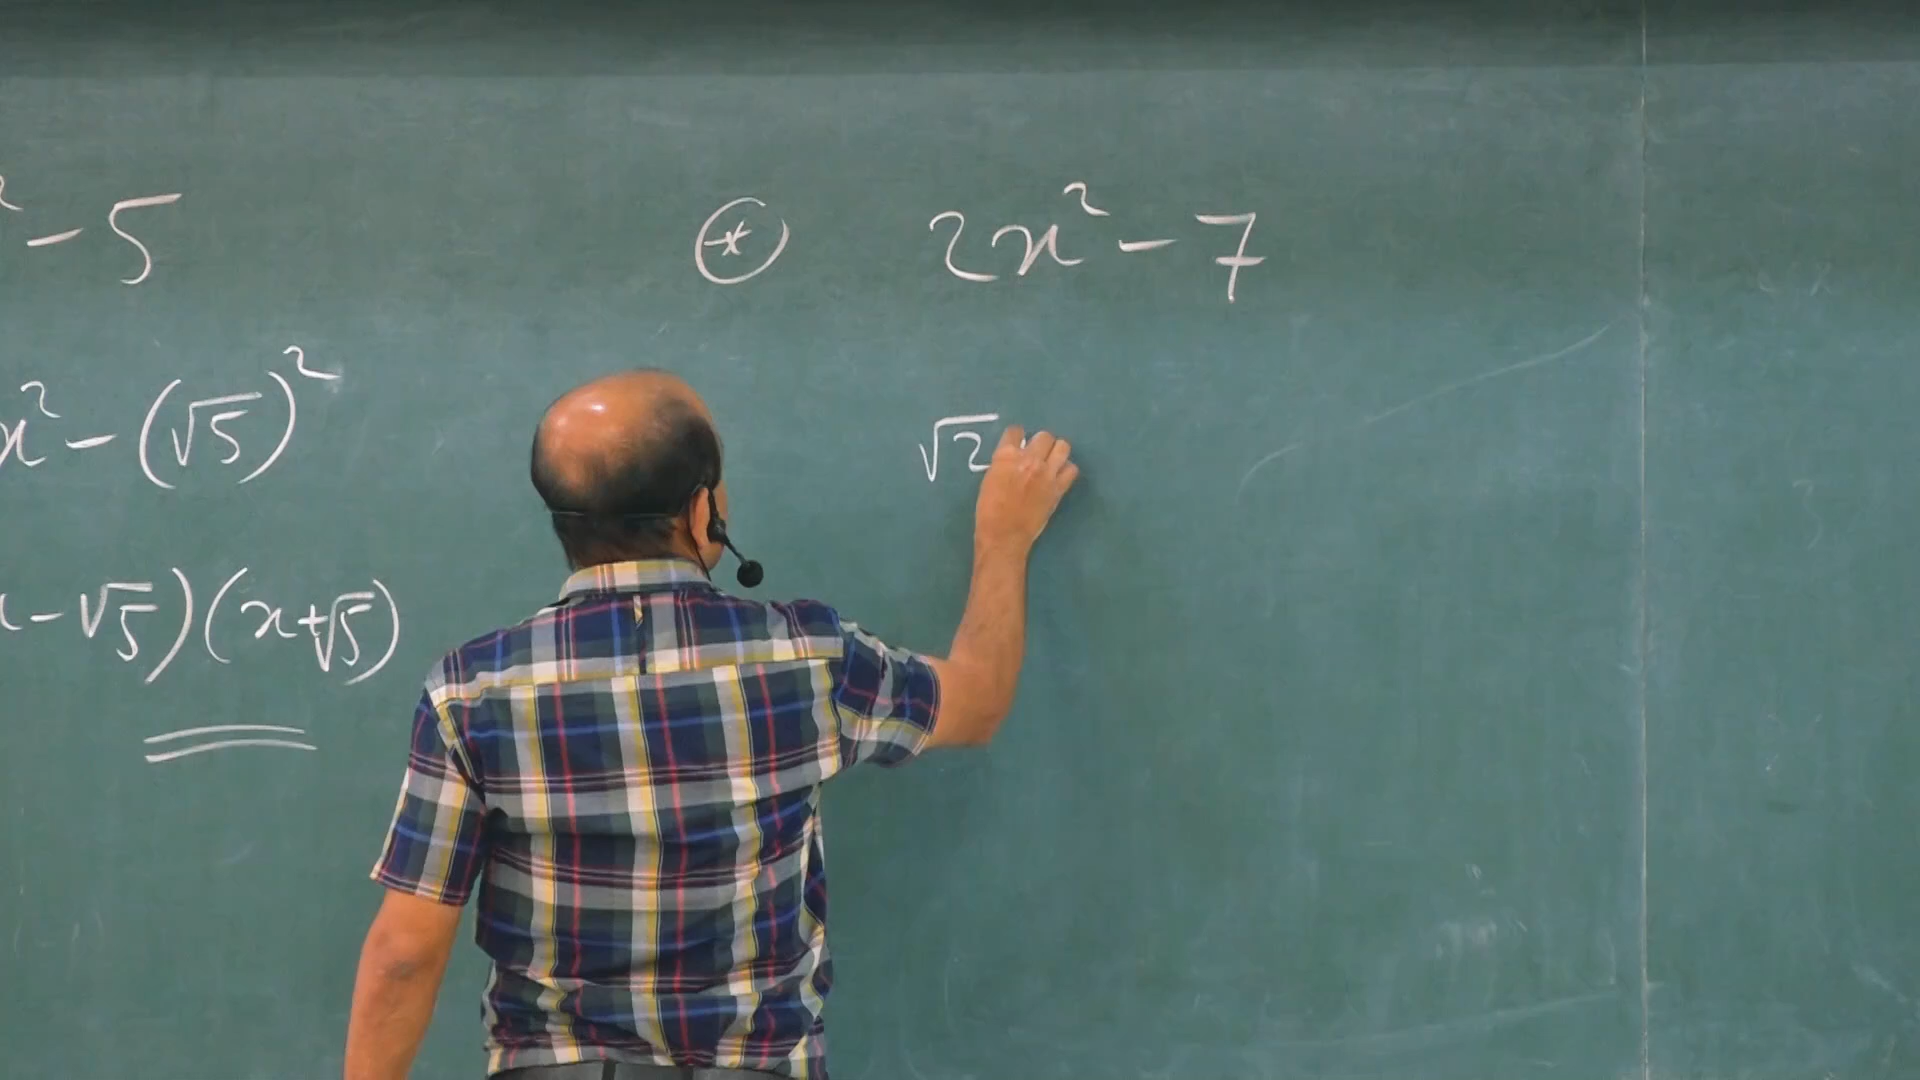 ² - 5
x² - (√5)²
x - √5)(x + √5)
⊛ 2x² - 7
√2